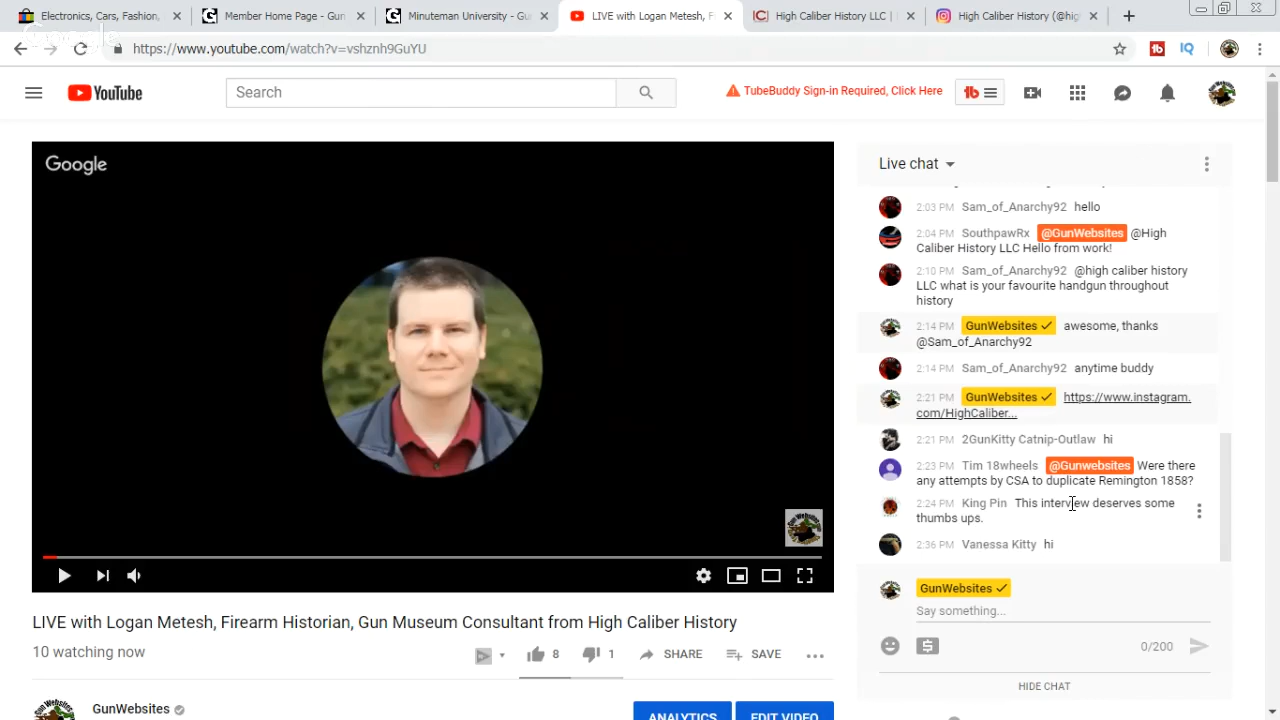 Electronics, Cars, Fashion,
Member Home - Gun
Minuteman University - Gu
LIVE with Logan Metesh, F
High Caliber History LLC |
High Caliber History (@hig
https://www.youtube.com/watch?v=vshznh9GuYU
YouTube
Search
TubeBuddy Sign-in Required, Click Here
Google
Live chat
2:03 PM Sam_of_Anarchy92 hello
2:04 PM SouthpawRx @GunWebsites @High
Caliber History LLC Hello from work!
2:10 PM Sam_of_Anarchy92 @high caliber history
LLC what is your favourite handgun throughout
history
2:14 PM GunWebsites awesome, thanks
@Sam_of_Anarchy92
2:14 PM Sam_of_Anarchy92 anytime buddy
2:21 PM GunWebsites https://www.instagram.
com/HighCaliber...
2:21 PM 2GunKitty Catnip-Outlaw hi
2:23 PM Tim 18wheels @Gunwebsites Were there
any attempts by CSA to duplicate Remington 1858?
2:24 PM King Pin This interview deserves some
thumbs ups.
2:36 PM Vanessa Kitty hi
GunWebsites
Say something...
0/200
HIDE CHAT
LIVE with Logan Metesh, Firearm Historian, Gun Museum Consultant from High Caliber History
10 watching now
8
1
SHARE
SAVE
GunWebsites
ANALYTICS
EDIT VIDEO